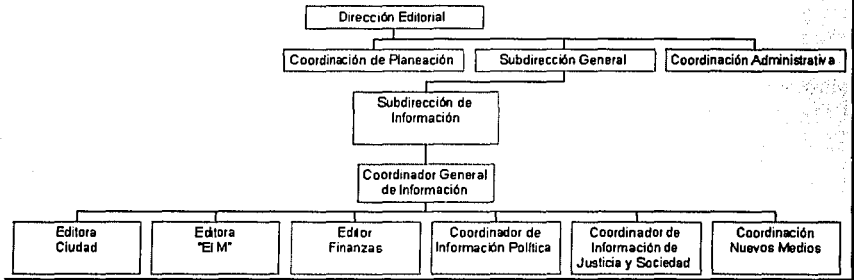 Dirección Editorial
Coordinación de Planeación
Subdirección General
Coordinación Administrativa
Subdirección de
Información
Coordinador General
de Información
Editora
Ciudad
Editora
"El M"
Editor
Finanzas
Coordinador de
Información Política
Coordinador de
Información de
Justicia y Sociedad
Coordinación
Nuevos Medios